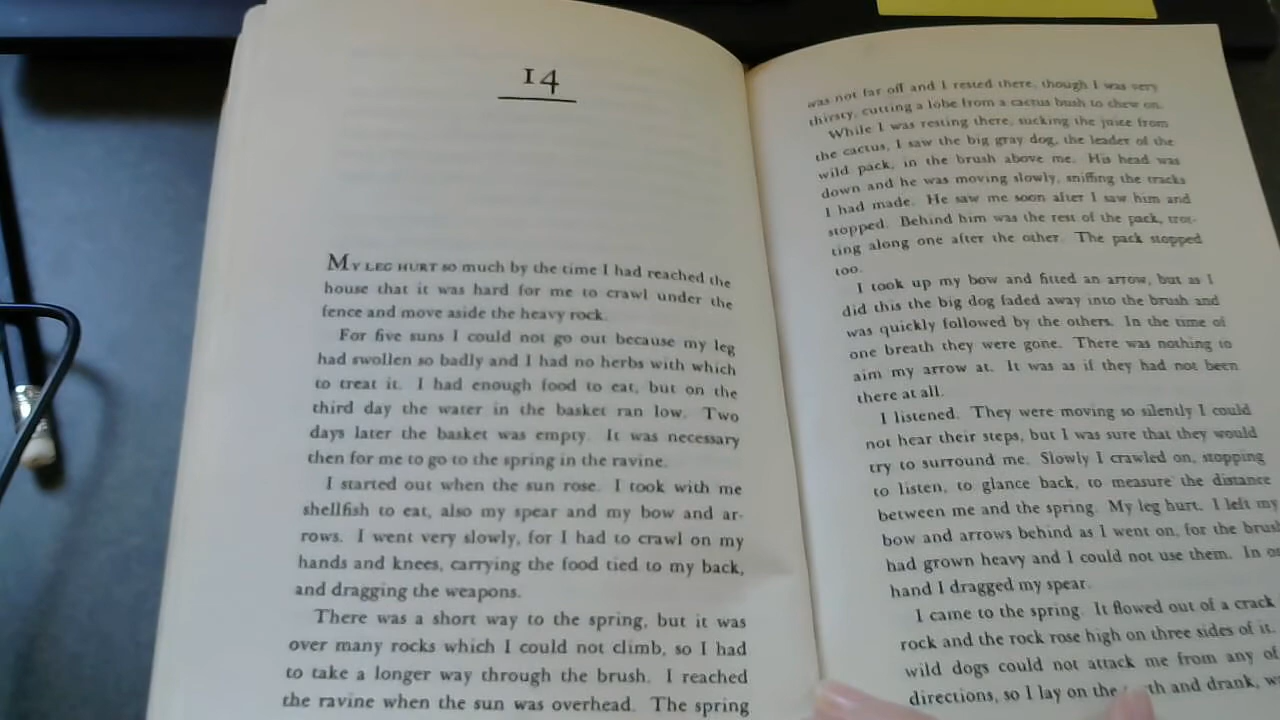 14
MY LEG HURT so much by the time I had reached the
house that it was hard for me to crawl under the
fence and move aside the heavy rock.
For five suns I could not go out because my leg
had swollen so badly and I had no herbs with which
to treat it. I had enough food to eat, but on the
third day the water in the basket ran low. Two
days later the basket was empty. It was necessary
then for me to go to the spring in the ravine.
I started out when the sun rose. I took with me
shellfish to eat, also my spear and my bow and ar-
rows. I went very slowly, for I had to crawl on my
hands and knees, carrying the food tied to my back,
and dragging the weapons.
There was a short way to the spring, but it was
over many rocks which I could not climb, so I had
to take a longer way through the brush. I reached
the ravine when the sun was overhead. The spring
was not far off and I rested there, though I was very
thirsty, cutting a lobe from a cactus bush to chew on.
While I was resting there, sucking the juice from
the cactus, I saw the big gray dog, the leader of the
wild pack, in the brush above me. His head was
down and he was moving slowly, sniffing the tracks
I had made. He saw me soon after I saw him and
stopped. Behind him was the rest of the pack, trot-
ting along one after the other. The pack stopped
too.
I took up my bow and fitted an arrow, but as I
did this the big dog faded away into the brush and
was quickly followed by the others. In the time of
one breath they were gone. There was nothing to
aim my arrow at. It was as if they had not been
there at all.
I listened. They were moving so silently I could
not hear their steps, but I was sure that they would
try to surround me. Slowly I crawled on, stopping
to listen, to glance back, to measure the distance
between me and the spring. My leg hurt. I left my
bow and arrows behind as I went on, for the brush
had grown heavy and I could not use them. In
hand I dragged my spear.
I came to the spring. It flowed out of a crack
rock and the rock rose high on three sides of it.
wild dogs could not attack me from any of
directions, so I lay on the and drank,